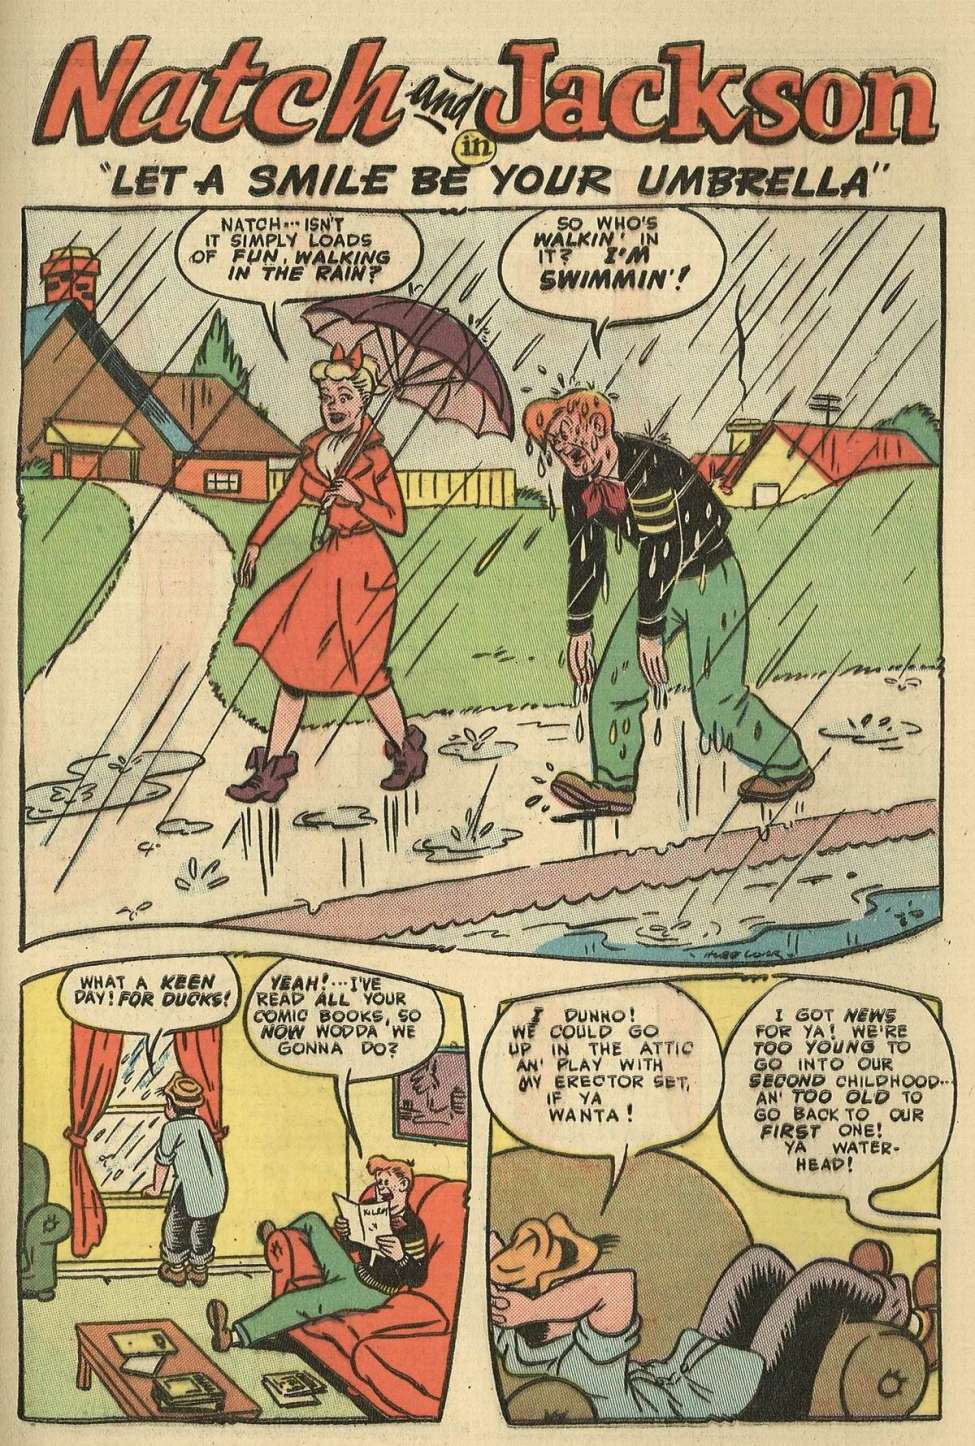 Natch and Jackson
in
"LET A SMILE BE YOUR UMBRELLA"
NATCH--- ISN'T
IT SIMPLY LOADS
OF FUN, WALKING
IN THE RAIN?
SO WHO'S
WALKIN' IN
IT? I'M
SWIMMIN'!
WHAT A KEEN
DAY! FOR DUCKS!
YEAH!---I'VE
READ ALL YOUR
COMIC BOOKS, SO
NOW WODDA WE
GONNA DO?
KILROY
I DUNNO!
WE COULD GO
UP IN THE ATTIC
AN' PLAY WITH
MY ERECTOR SET,
IF YA
WANTA!
I GOT NEWS
FOR YA! WE'RE
TOO YOUNG TO
GO INTO OUR
SECOND CHILDHOOD---
AN' TOO OLD TO
GO BACK TO OUR
FIRST ONE!
YA WATER-
HEAD!